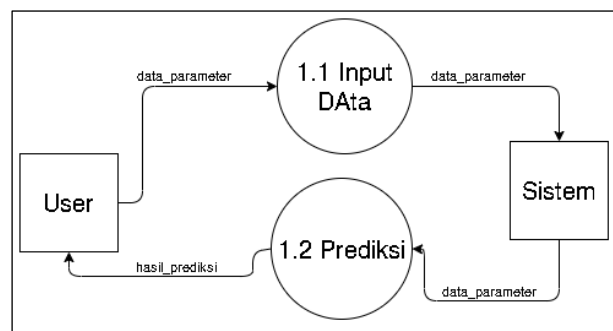 data_parameter
1.1 Input
DAta
data_parameter
User
Sistem
hasil_prediksi
1.2 Prediksi
data_parameter